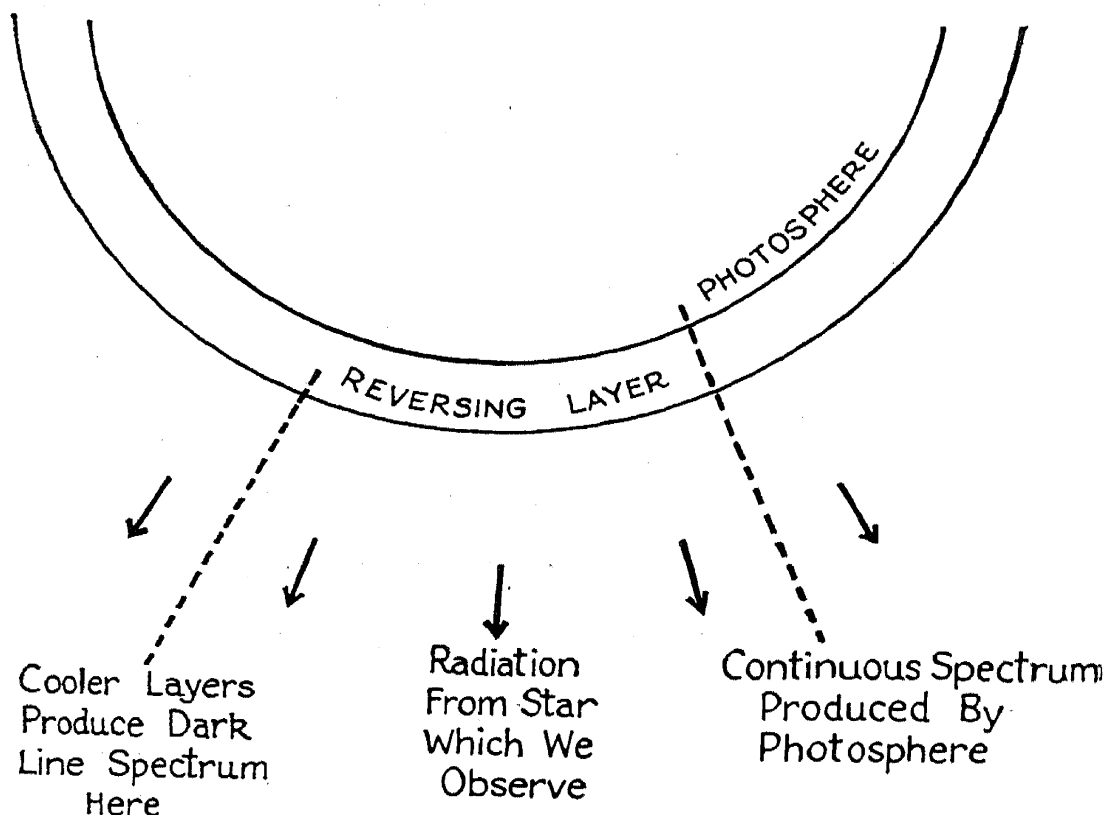 PHOTOSPHERE
REVERSING LAYER
Cooler Layers
Produce Dark
Line Spectrum
Here
Radiation
From Star
Which We
Observe
Continuous Spectrum
Produced By
Photosphere